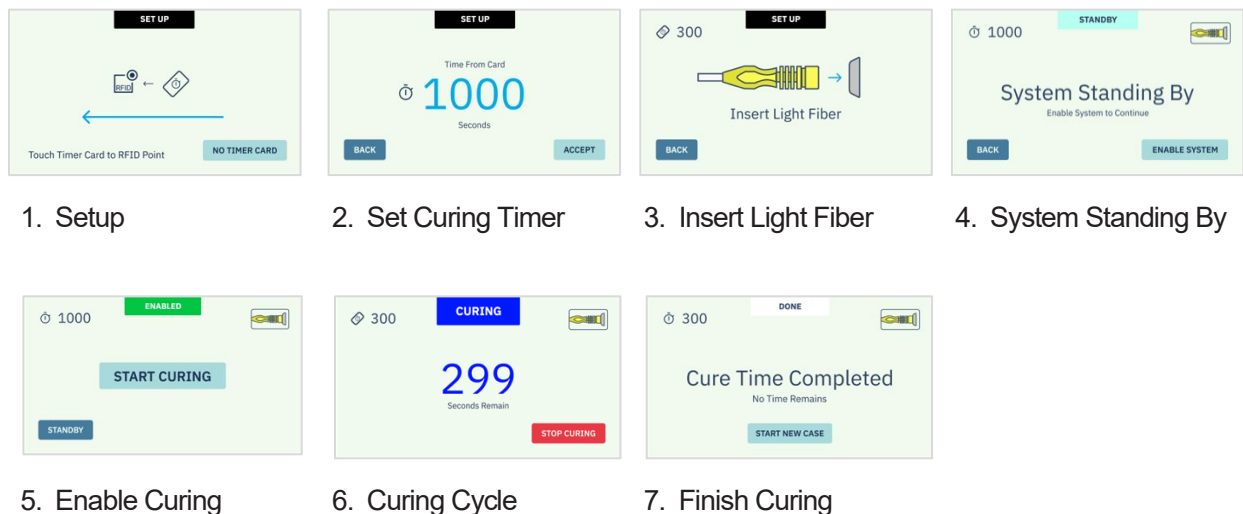 SET UP
RFID
Touch Timer Card to RFID Point
NO TIMER CARD
1. Setup
SET UP
Time From Card
1000
Seconds
BACK
ACCEPT
2. Set Curing Timer
SET UP
300
Insert Light Fiber
BACK
3. Insert Light Fiber
STANDBY
1000
System Standing By
Enable System to Continue
BACK
ENABLE SYSTEM
4. System Standing By
ENABLED
1000
START CURING
STANDBY
5. Enable Curing
CURING
300
299
Seconds Remain
STOP CURING
6. Curing Cycle
DONE
300
Cure Time Completed
No Time Remains
START NEW CASE
7. Finish Curing